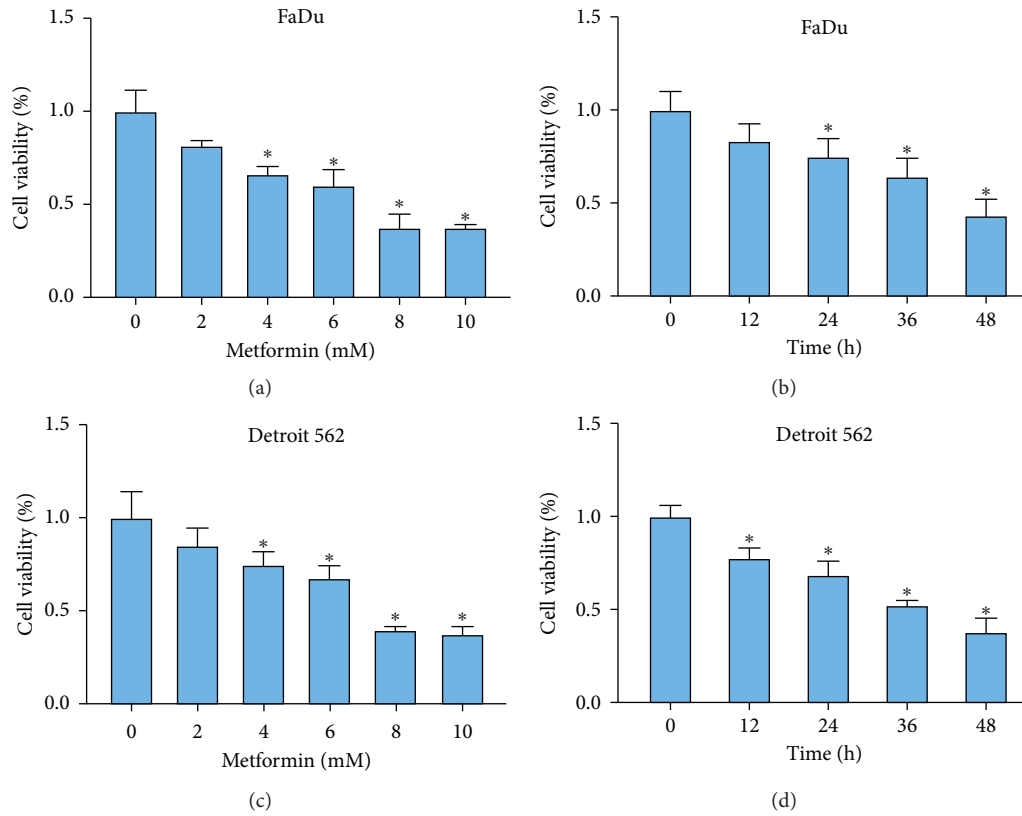 FaDu
Cell viability (%)
1.5
1.0
0.5
0.0
* * * *
0 2 4 6 8 10
Metformin (mM)
(a)
FaDu
Cell viability (%)
1.5
1.0
0.5
0.0
* * *
0 12 24 36 48
Time (h)
(b)
Detroit 562
Cell viability (%)
1.5
1.0
0.5
0.0
* * * *
0 2 4 6 8 10
Metformin (mM)
(c)
Detroit 562
Cell viability (%)
1.5
1.0
0.5
0.0
* * * *
0 12 24 36 48
Time (h)
(d)